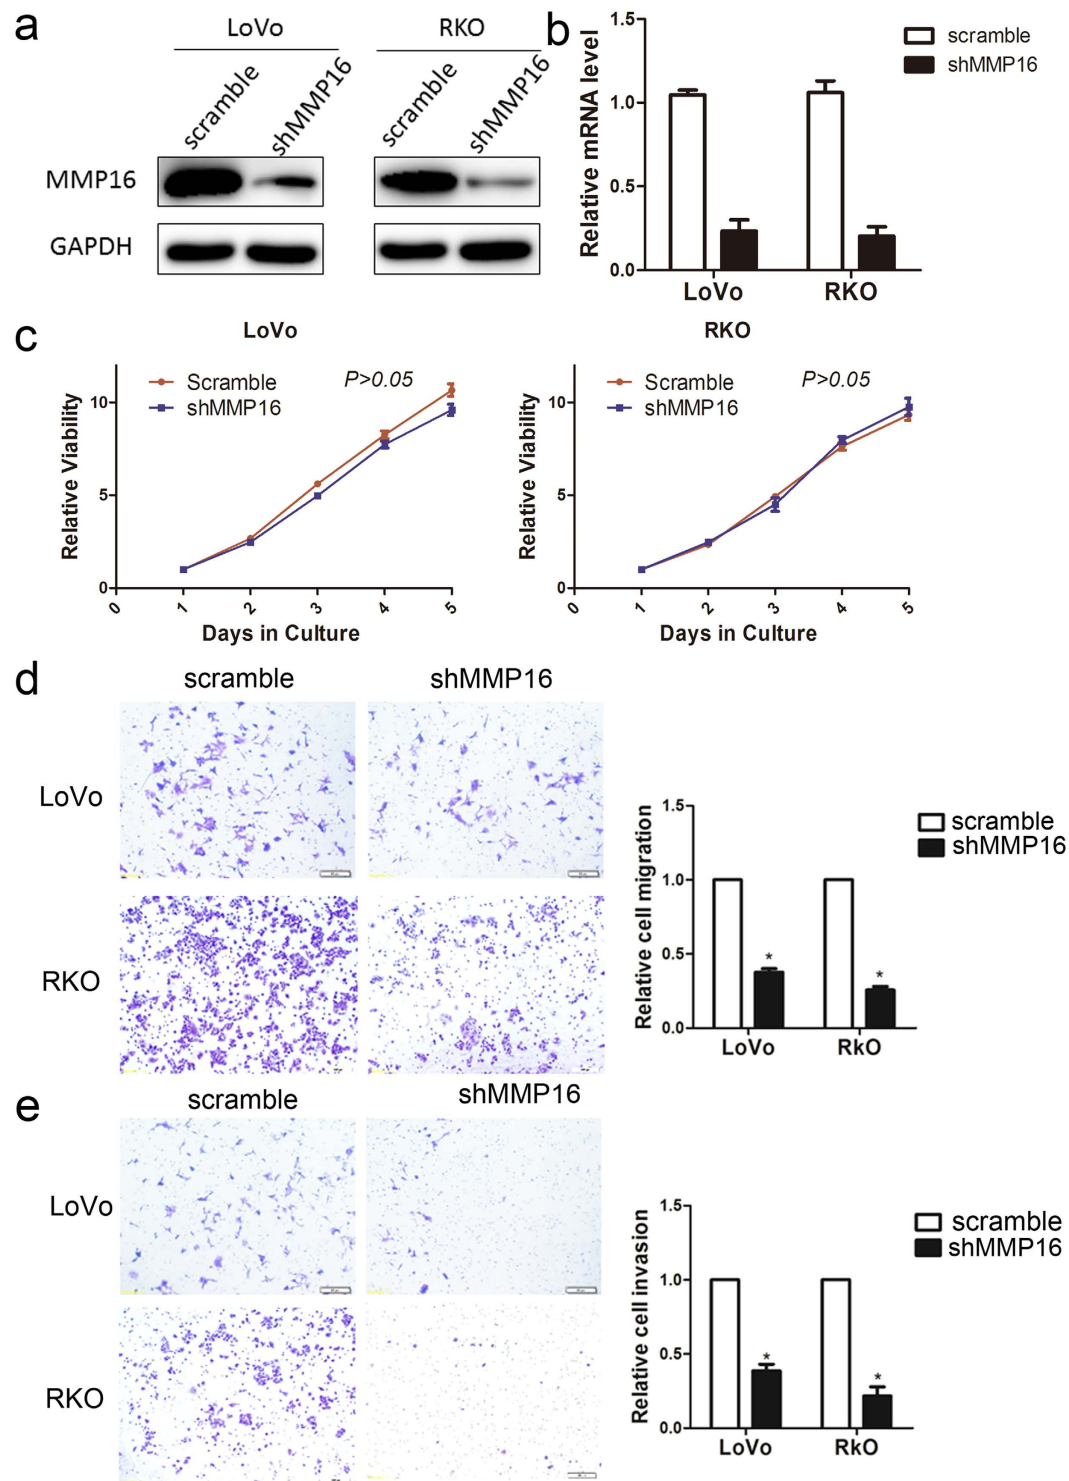 a
LoVo
RKO
scramble
shMMP16
scramble
shMMP16
MMP16
GAPDH
b
Relative mRNA level
1.5
1.0
0.5
0.0
LoVo
RKO
scramble
shMMP16
c
LoVo
Relative Viability
10
5
0
Scramble
shMMP16
P>0.05
0
1
2
3
4
5
Days in Culture
RKO
Relative Viability
10
5
0
Scramble
shMMP16
P>0.05
0
1
2
3
4
5
Days in Culture
d
scramble
shMMP16
LoVo
RKO
Relative cell migration
1.5
1.0
0.5
0.0
*
*
LoVo
RkO
scramble
shMMP16
e
scramble
shMMP16
LoVo
RKO
Relative cell invasion
1.5
1.0
0.5
0.0
*
*
LoVo
RkO
scramble
shMMP16